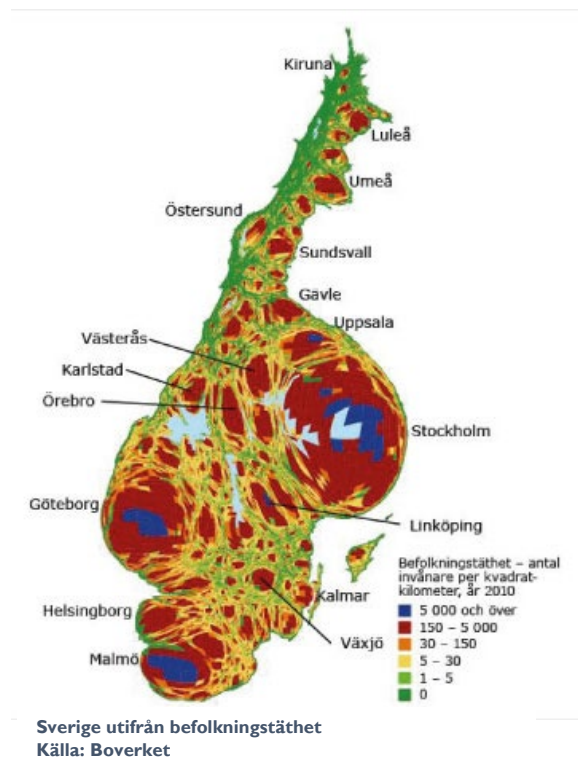 Kiruna
Luleå
Umeå
Östersund
Sundsvall
Gävle
Uppsala
Västerås
Karlstad
Örebro
Stockholm
Göteborg
Linköping
Befolkningstäthet – antal
invånare per kvadrat-
kilometer, år 2010
5 000 och över
150 – 5 000
30 – 150
5 – 30
1 – 5
0
Kalmar
Helsingborg
Växjö
Malmö
Sverige utifrån befolkningstäthet
Källa: Boverket